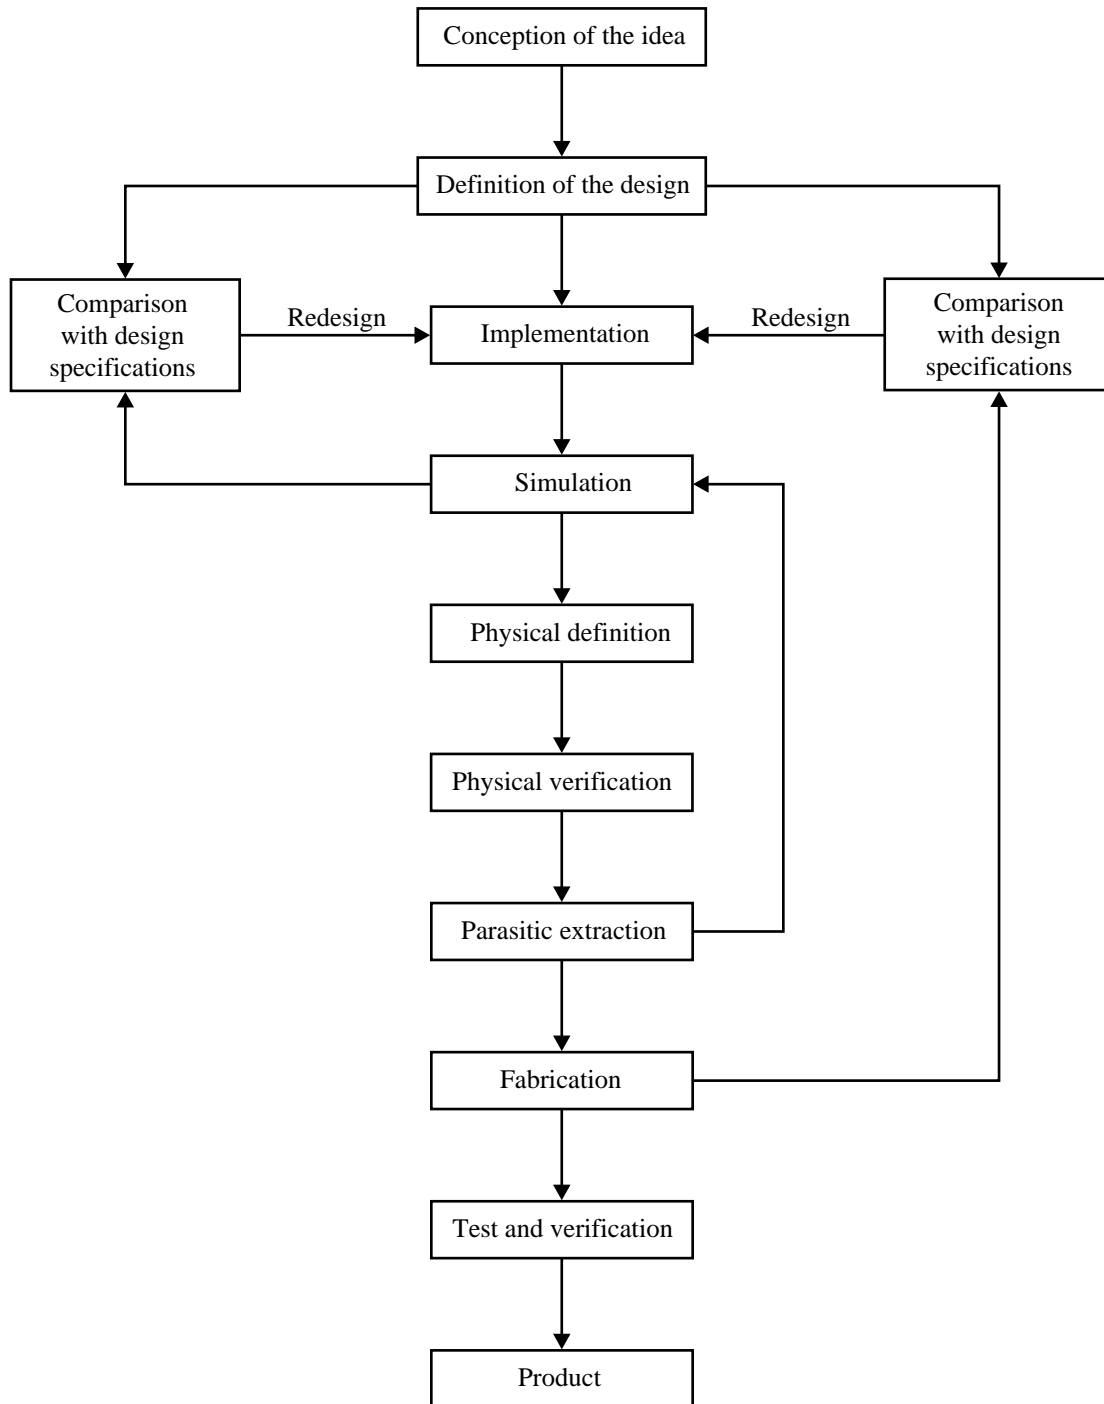 Conception of the idea
Definition of the design
Comparison
with design
specifications
Redesign
Implementation
Redesign
Comparison
with design
specifications
Simulation
Physical definition
Physical verification
Parasitic extraction
Fabrication
Test and verification
Product